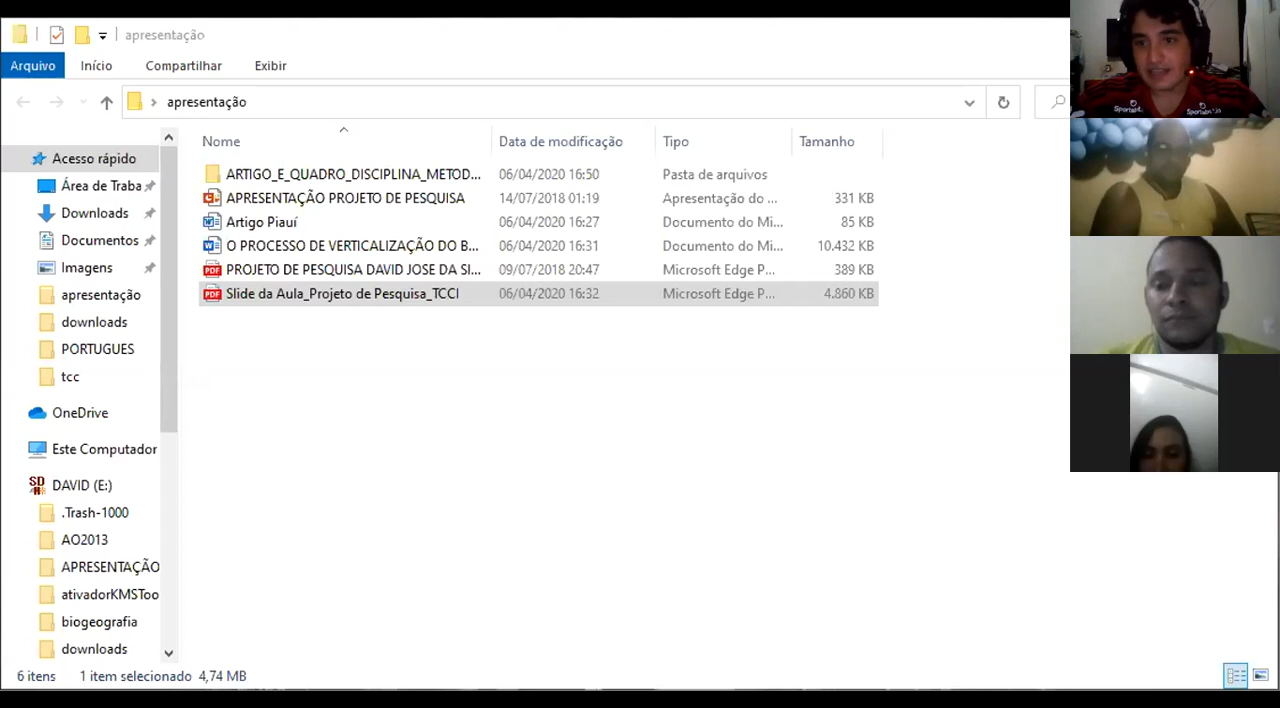 apresentação
Arquivo Início Compartilhar Exibir
apresentação
Nome Data de modificação Tipo Tamanho
ARTIGO_E_QUADRO_DISCIPLINA_METOD... 06/04/2020 16:50 Pasta de arquivos
APRESENTAÇÃO PROJETO DE PESQUISA 14/07/2018 01:19 Apresentação do ... 331 KB
Artigo Piauí 06/04/2020 16:27 Documento do Mi... 85 KB
O PROCESSO DE VERTICALIZAÇÃO DO B... 06/04/2020 16:31 Documento do Mi... 10.432 KB
PROJETO DE PESQUISA DAVID JOSE DA SI... 09/07/2018 20:47 Microsoft Edge P... 389 KB
Slide da Aula_Projeto de Pesquisa_TCCI 06/04/2020 16:32 Microsoft Edge P... 4.860 KB
Acesso rápido
Área de Traba
Downloads
Documentos
Imagens
apresentação
downloads
PORTUGUES
tcc
OneDrive
Este Computador
DAVID (E:)
.Trash-1000
AO2013
APRESENTAÇÃO
ativadorKMSToo
biogeografia
downloads
6 itens 1 item selecionado 4,74 MB